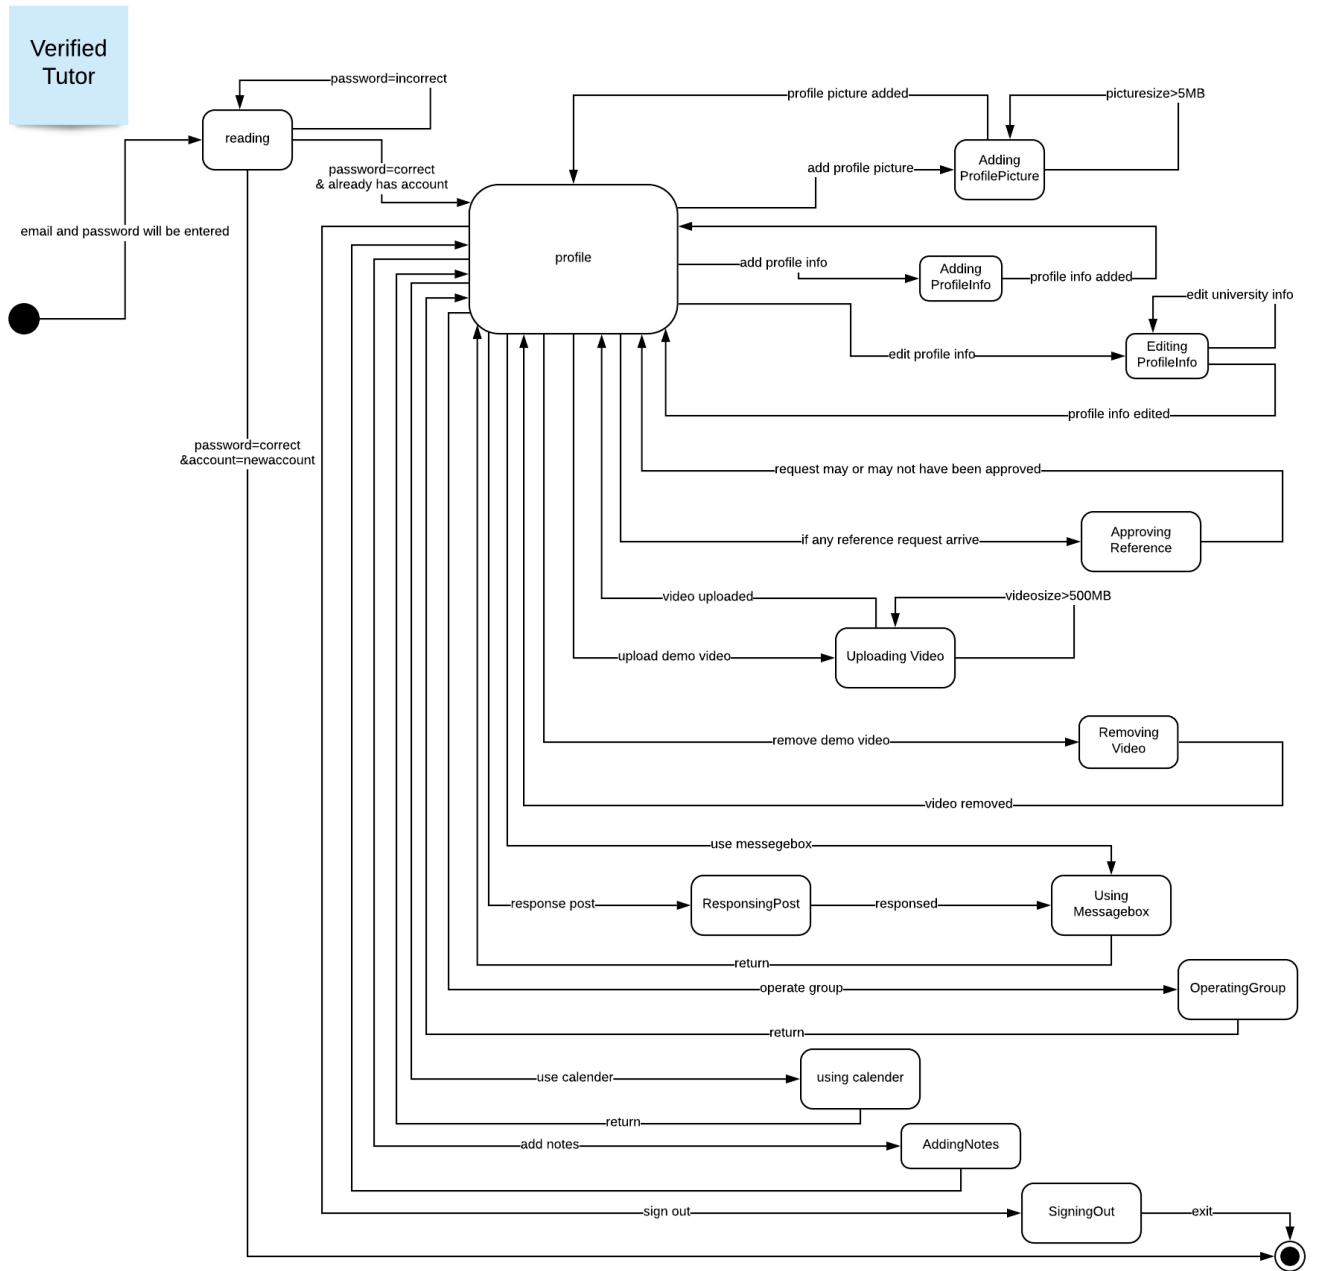 Verified
Tutor
password=incorrect
reading
profile picture added
picturesize>5MB
Adding
ProfilePicture
add profile picture
password=correct
& already has account
email and password will be entered
profile
add profile info
Adding
ProfileInfo
profile info added
edit university info
Editing
ProfileInfo
edit profile info
profile info edited
password=correct
&account=newaccount
request may or may not have been approved
if any reference request arrive
Approving
Reference
video uploaded
videosize>500MB
upload demo video
Uploading Video
remove demo video
Removing
Video
video removed
use messegebox
response post
ResponsingPost
responsed
Using
Messagebox
return
operate group
OperatingGroup
return
use calender
using calender
return
add notes
AddingNotes
sign out
SigningOut
exit